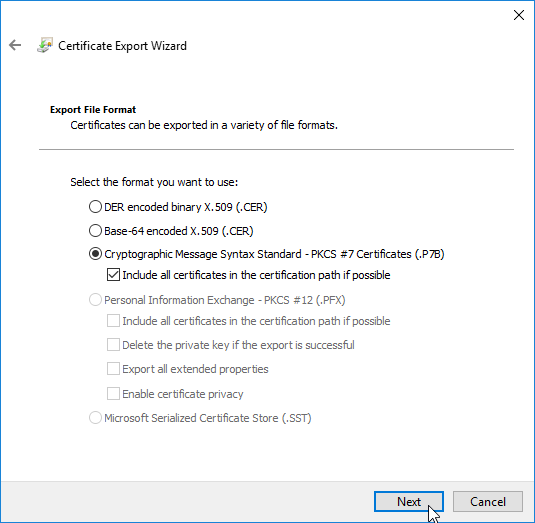 Certificate Export Wizard
Export File Format
Certificates can be exported in a variety of file formats.
Select the format you want to use:
DER encoded binary X.509 (.CER)
Base-64 encoded X.509 (.CER)
Cryptographic Message Syntax Standard - PKCS #7 Certificates (.P7B)
Include all certificates in the certification path if possible
Personal Information Exchange - PKCS #12 (.PFX)
Include all certificates in the certification path if possible
Delete the private key if the export is successful
Export all extended properties
Enable certificate privacy
Microsoft Serialized Certificate Store (.SST)
Next Cancel